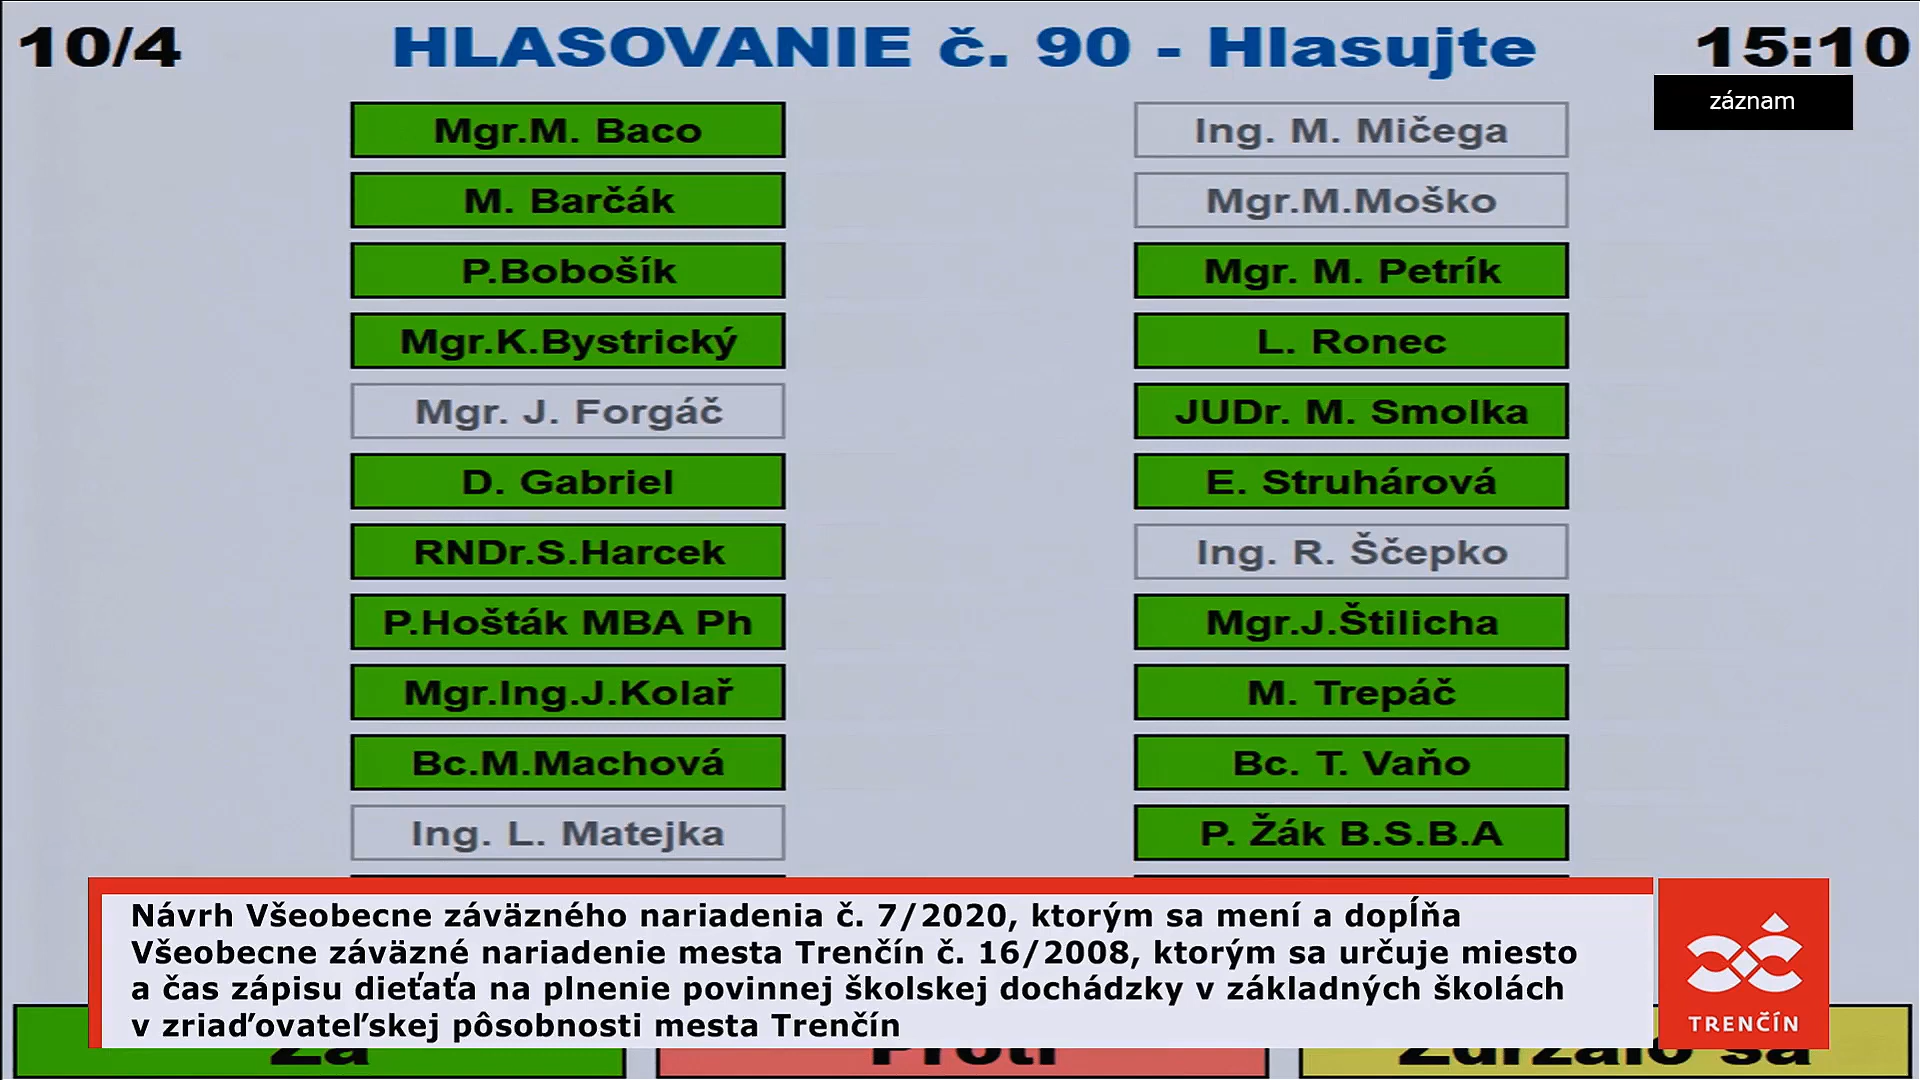 10/4
HLASOVANIE č. 90 - Hlasujte
15:10
záznam
Mgr.M. Baco
M. Barčák
P.Bobošík
Mgr.K.Bystrický
Mgr. J. Forgáč
D. Gabriel
RNDr.S.Harcek
P.Hošták MBA Ph
Mgr.Ing.J.Kolař
Bc.M.Machová
Ing. L. Matejka
Ing. M. Mičega
Mgr.M.Moško
Mgr. M. Petrík
L. Ronec
JUDr. M. Smolka
E. Struhárová
Ing. R. Ščepko
Mgr.J.Štilicha
M. Trepáč
Bc. T. Vaňo
P. Žák B.S.B.A
Návrh Všeobecne záväzného nariadenia č. 7/2020, ktorým sa mení a dopĺňa
Všeobecne záväzné nariadenie mesta Trenčín č. 16/2008, ktorým sa určuje miesto
a čas zápisu dieťaťa na plnenie povinnej školskej dochádzky v základných školách
v zriaďovateľskej pôsobnosti mesta Trenčín
TRENČÍN
Za
Proti
Zdržalo sa